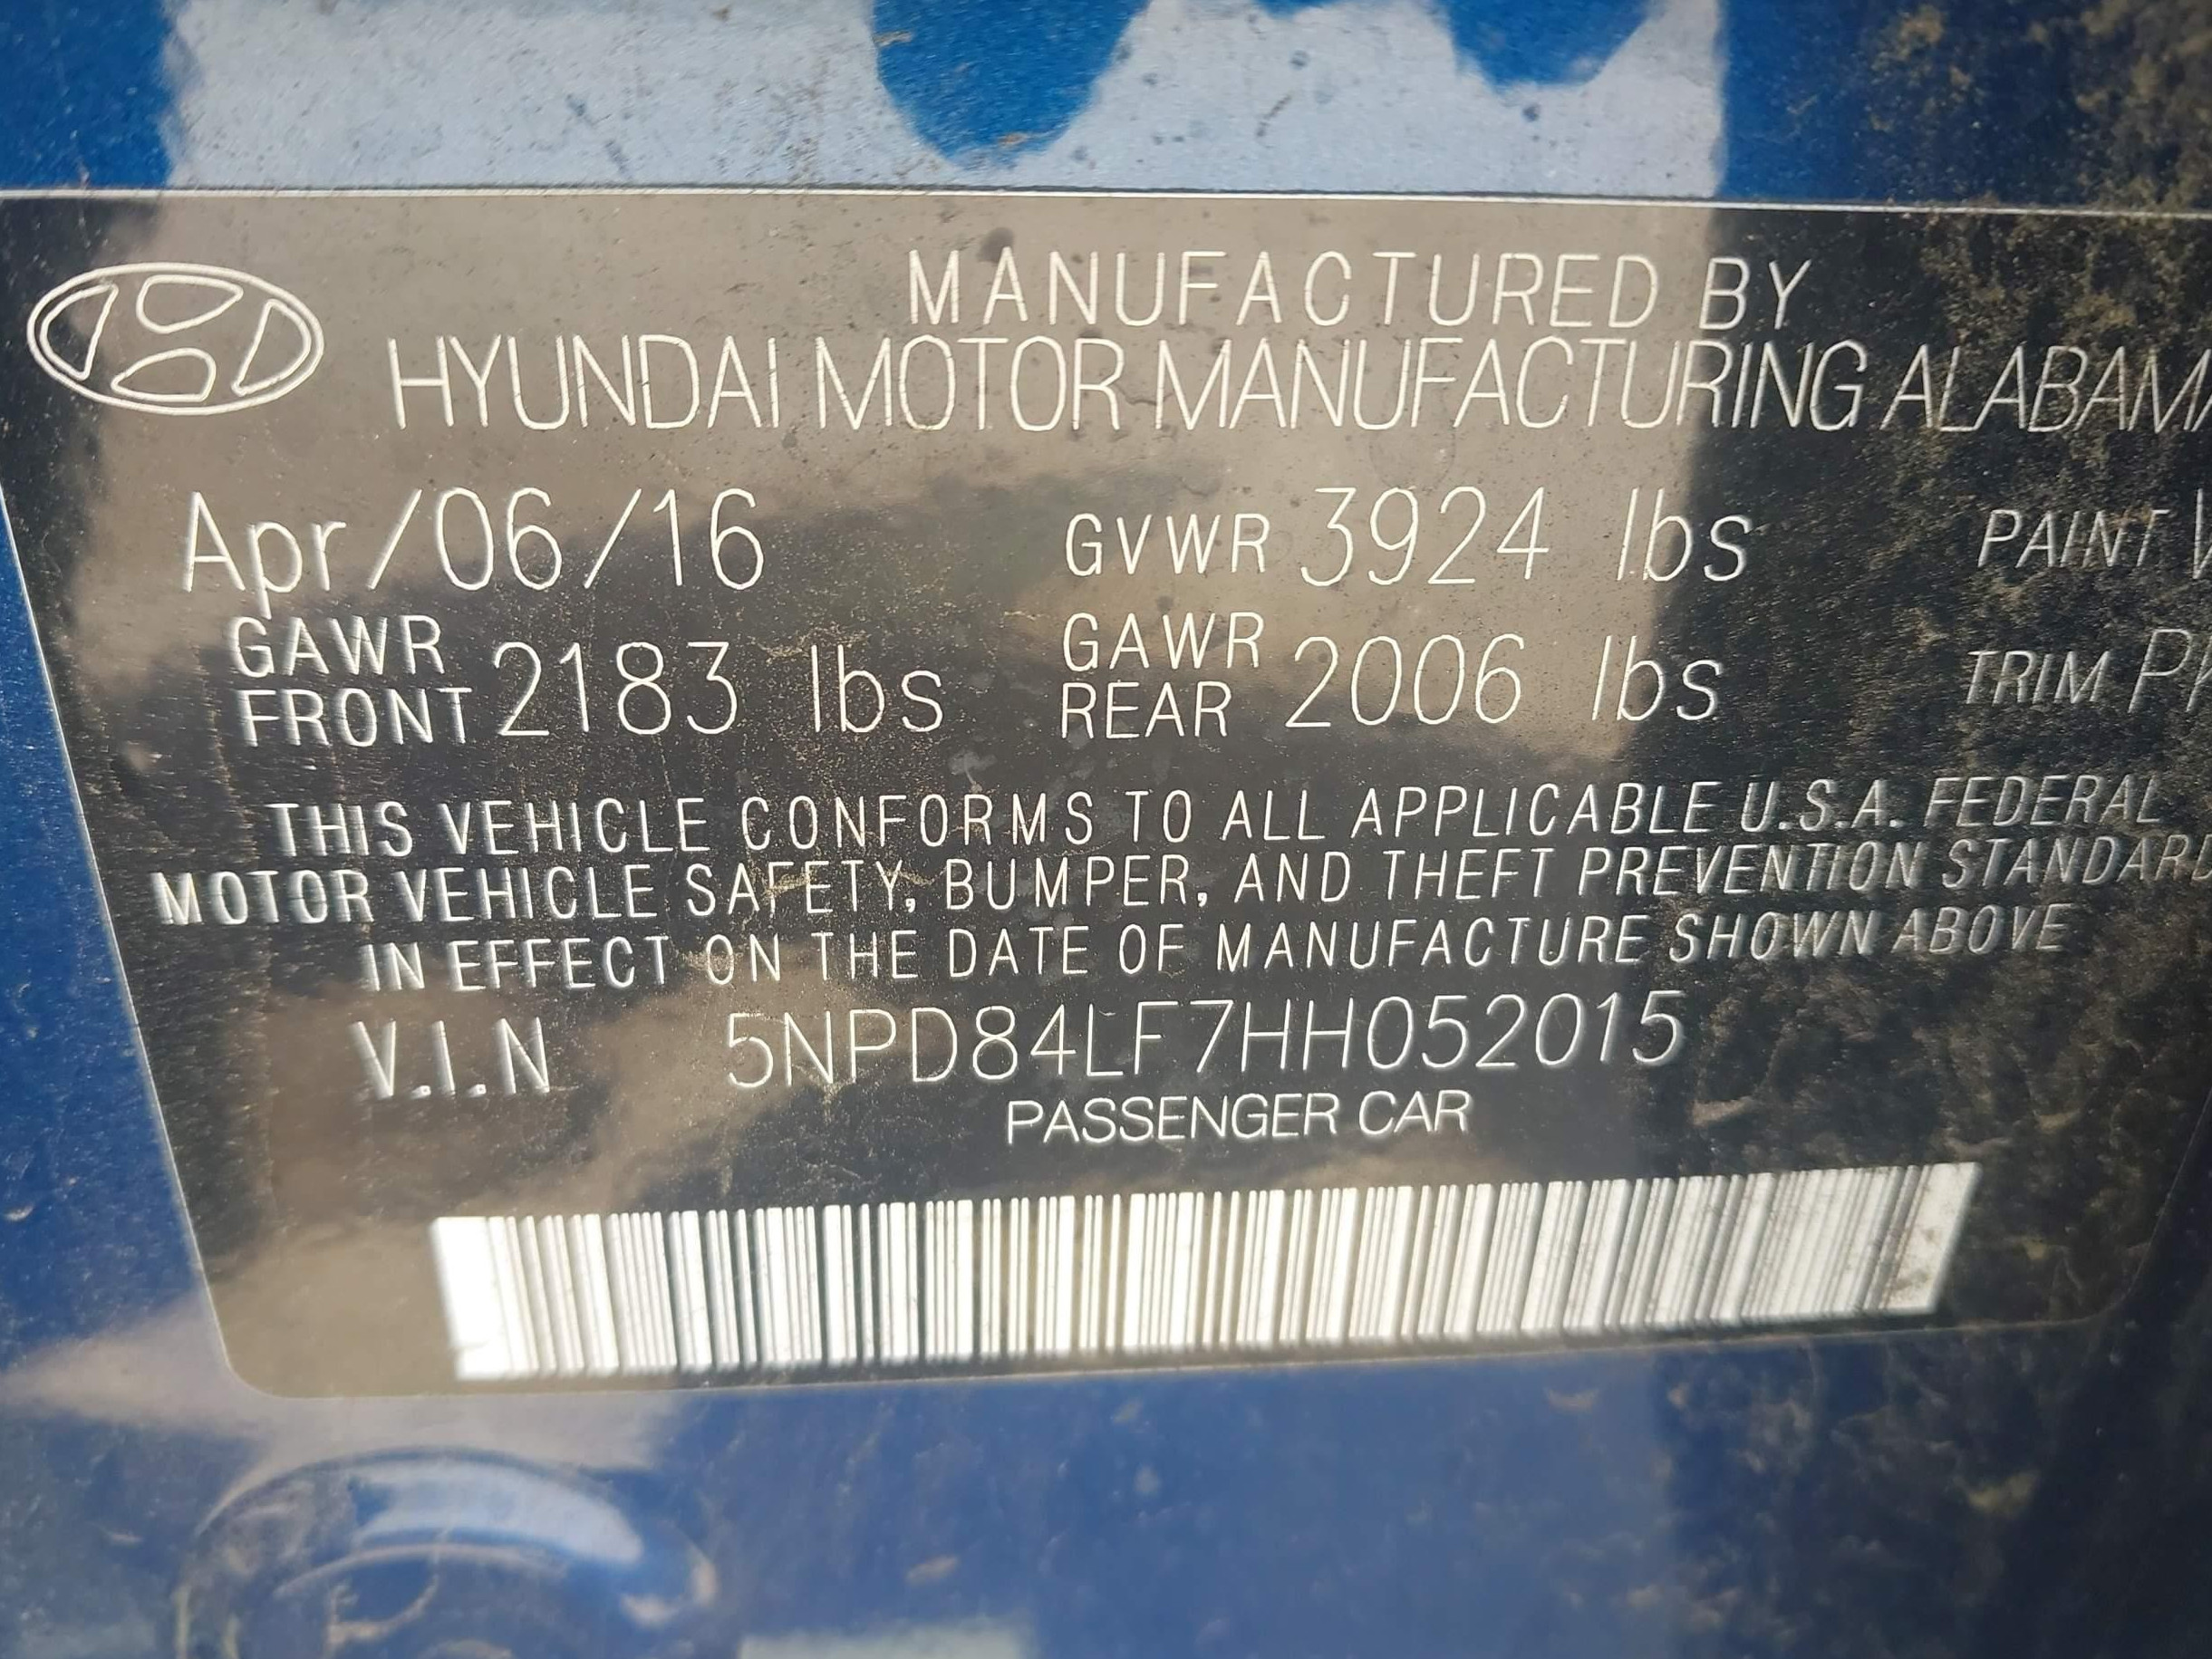 MANUFACTURED BY
HYUNDAI MOTOR MANUFACTURING
Apr/06/16 GVWR 3924 lbs PAINT
GAWR FRONT 2183 lbs GAWR REAR 2006 lbs TRIM
THIS VEHICLE CONFORMS TO ALL APPLICABLE U.S.A. FEDERAL
MOTOR VEHICLE SAFETY, BUMPER, AND THEFT PREVENTION
IN EFFECT ON THE DATE OF MANUFACTURE SHOWN ABOVE
V.I.N 5NPD84LF7HH052015
PASSENGER CAR